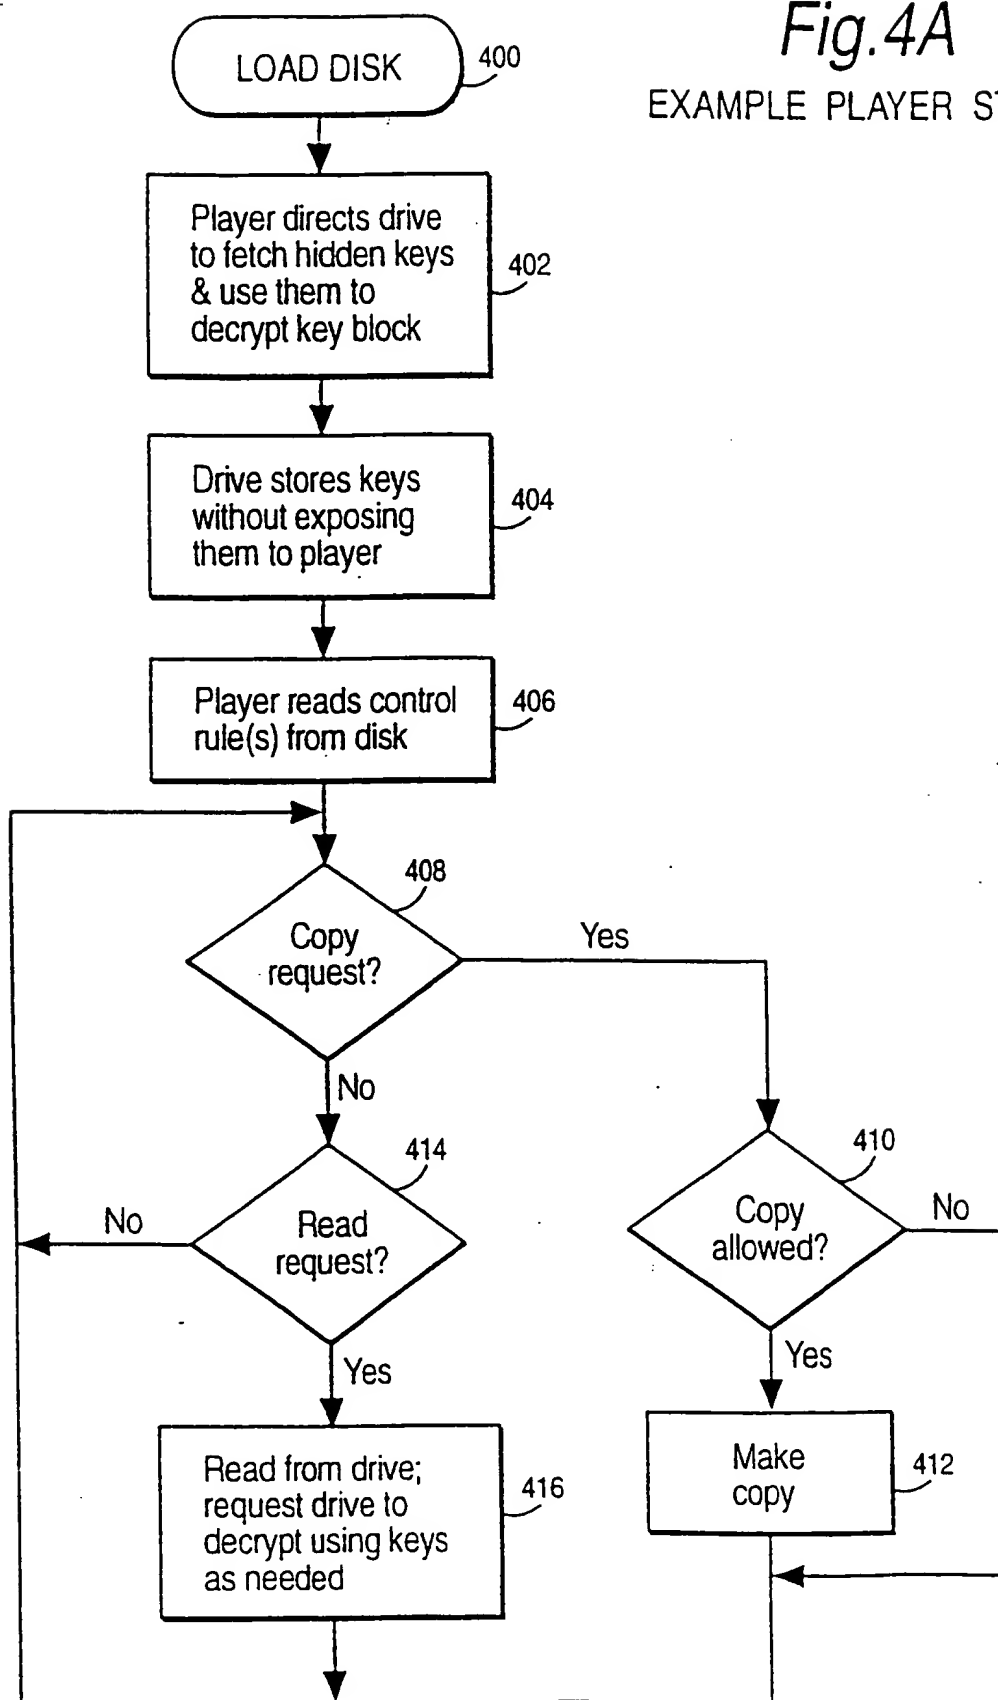 Fig.4A
EXAMPLE PLAYER
LOAD DISK
400
Player directs drive
to fetch hidden keys
& use them to
decrypt key block
402
Drive stores keys
without exposing
them to player
404
Player reads control
rule(s) from disk
406
408
Copy
request?
Yes
No
414
Read
request?
No
Yes
410
Copy
allowed?
No
Yes
Read from drive;
request drive to
decrypt using keys
as needed
416
Make
copy
412